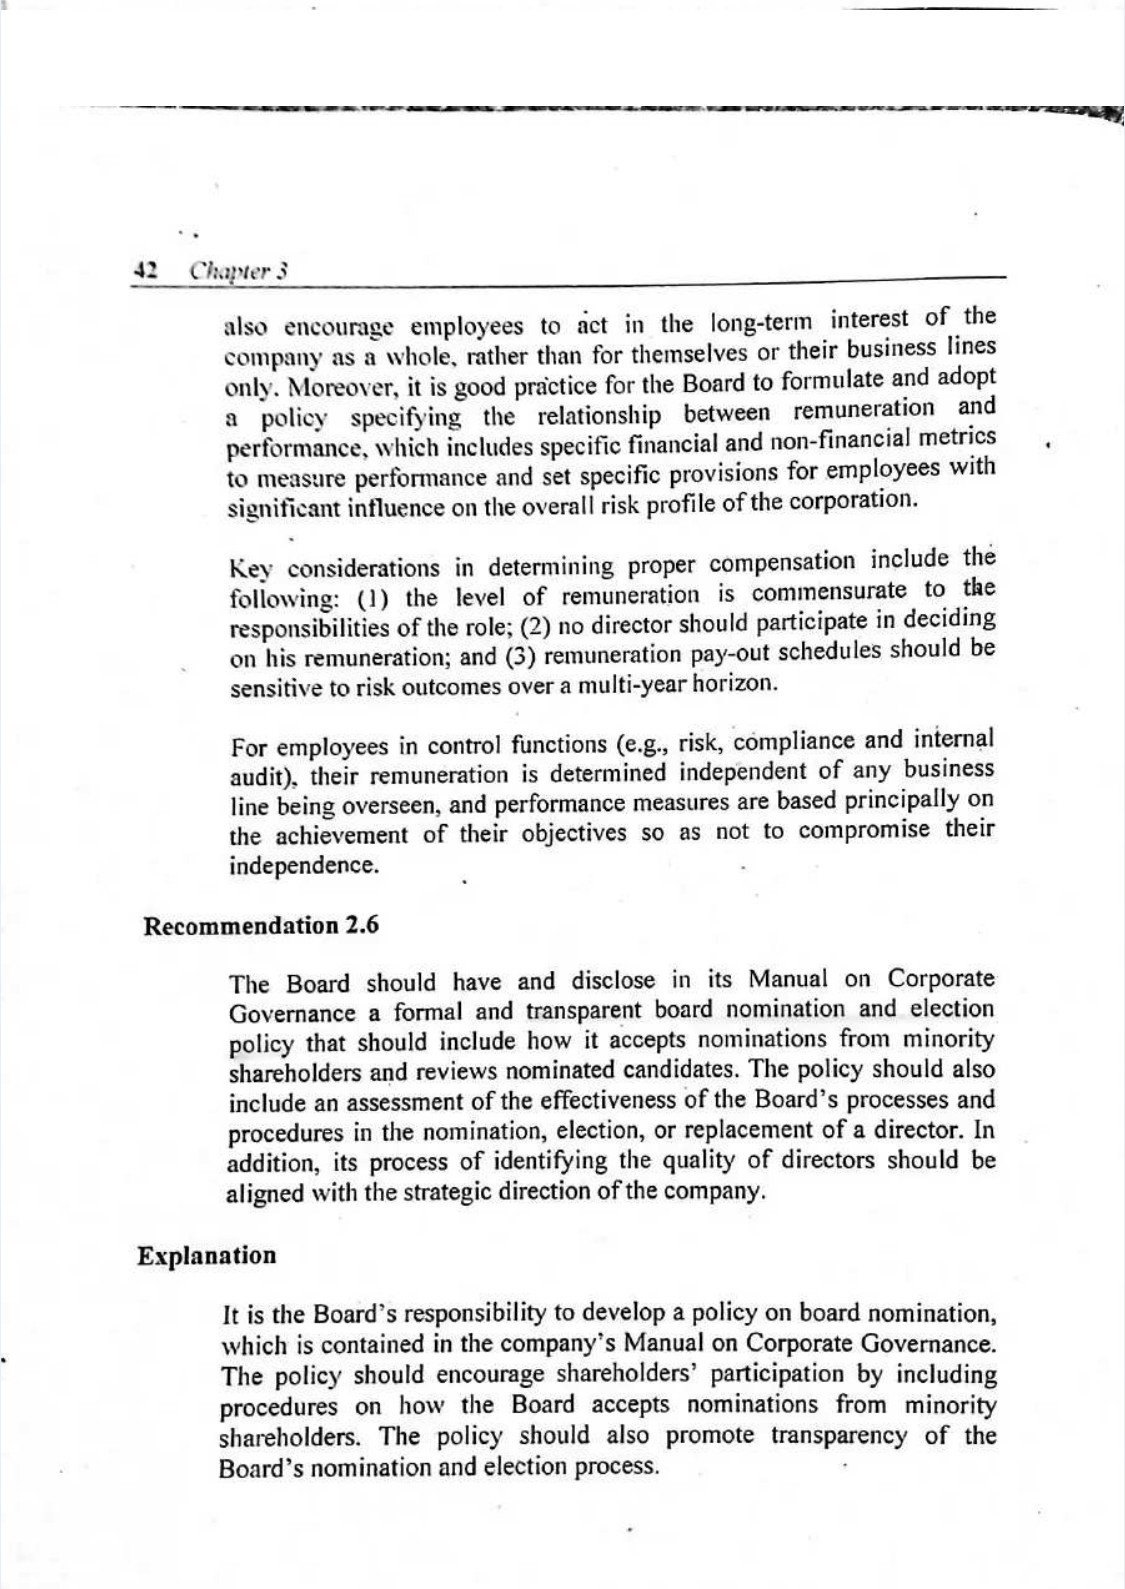 42 Chapter 3
also encourage employees to act in the long-term interest of the
company as a whole, rather than for themselves or their business lines
only. Moreover, it is good practice for the Board to formulate and adopt
a policy specifying the relationship between remuneration and
performance, which includes specific financial and non-financial metrics
to measure performance and set specific provisions for employees with
significant influence on the overall risk profile of the corporation.
Key considerations in determining proper compensation include the
following: (1) the level of remuneration is commensurate to the
responsibilities of the role; (2) no director should participate in deciding
on his remuneration; and (3) remuneration pay-out schedules should be
sensitive to risk outcomes over a multi-year horizon.
For employees in control functions (e.g., risk, compliance and internal
audit), their remuneration is determined independent of any business
line being overseen, and performance measures are based principally on
the achievement of their objectives so as not to compromise their
independence.
Recommendation 2.6
The Board should have and disclose in its Manual on Corporate
Governance a formal and transparent board nomination and election
policy that should include how it accepts nominations from minority
shareholders and reviews nominated candidates. The policy should also
include an assessment of the effectiveness of the Board's processes and
procedures in the nomination, election, or replacement of a director. In
addition, its process of identifying the quality of directors should be
aligned with the strategic direction of the company.
Explanation
It is the Board's responsibility to develop a policy on board nomination,
which is contained in the company's Manual on Corporate Governance.
The policy should encourage shareholders' participation by including
procedures on how the Board accepts nominations from minority
shareholders. The policy should also promote transparency of the
Board's nomination and election process.